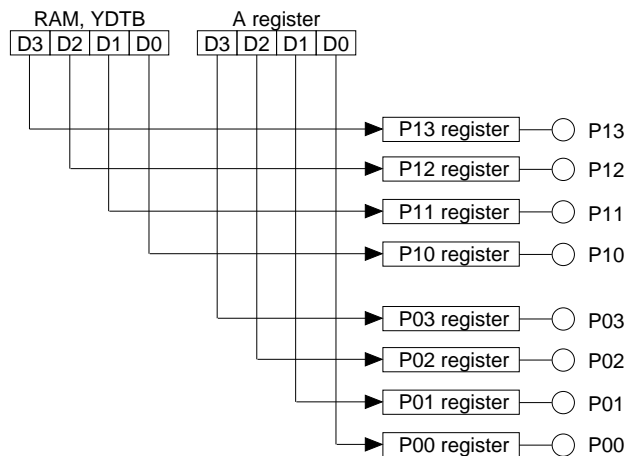 RAM, YDTB A register
D3 D2 D1 D0 D3 D2 D1 D0
P13 register P13
P12 register P12
P11 register P11
P10 register P10
P03 register P03
P02 register P02
P01 register P01
P00 register P00